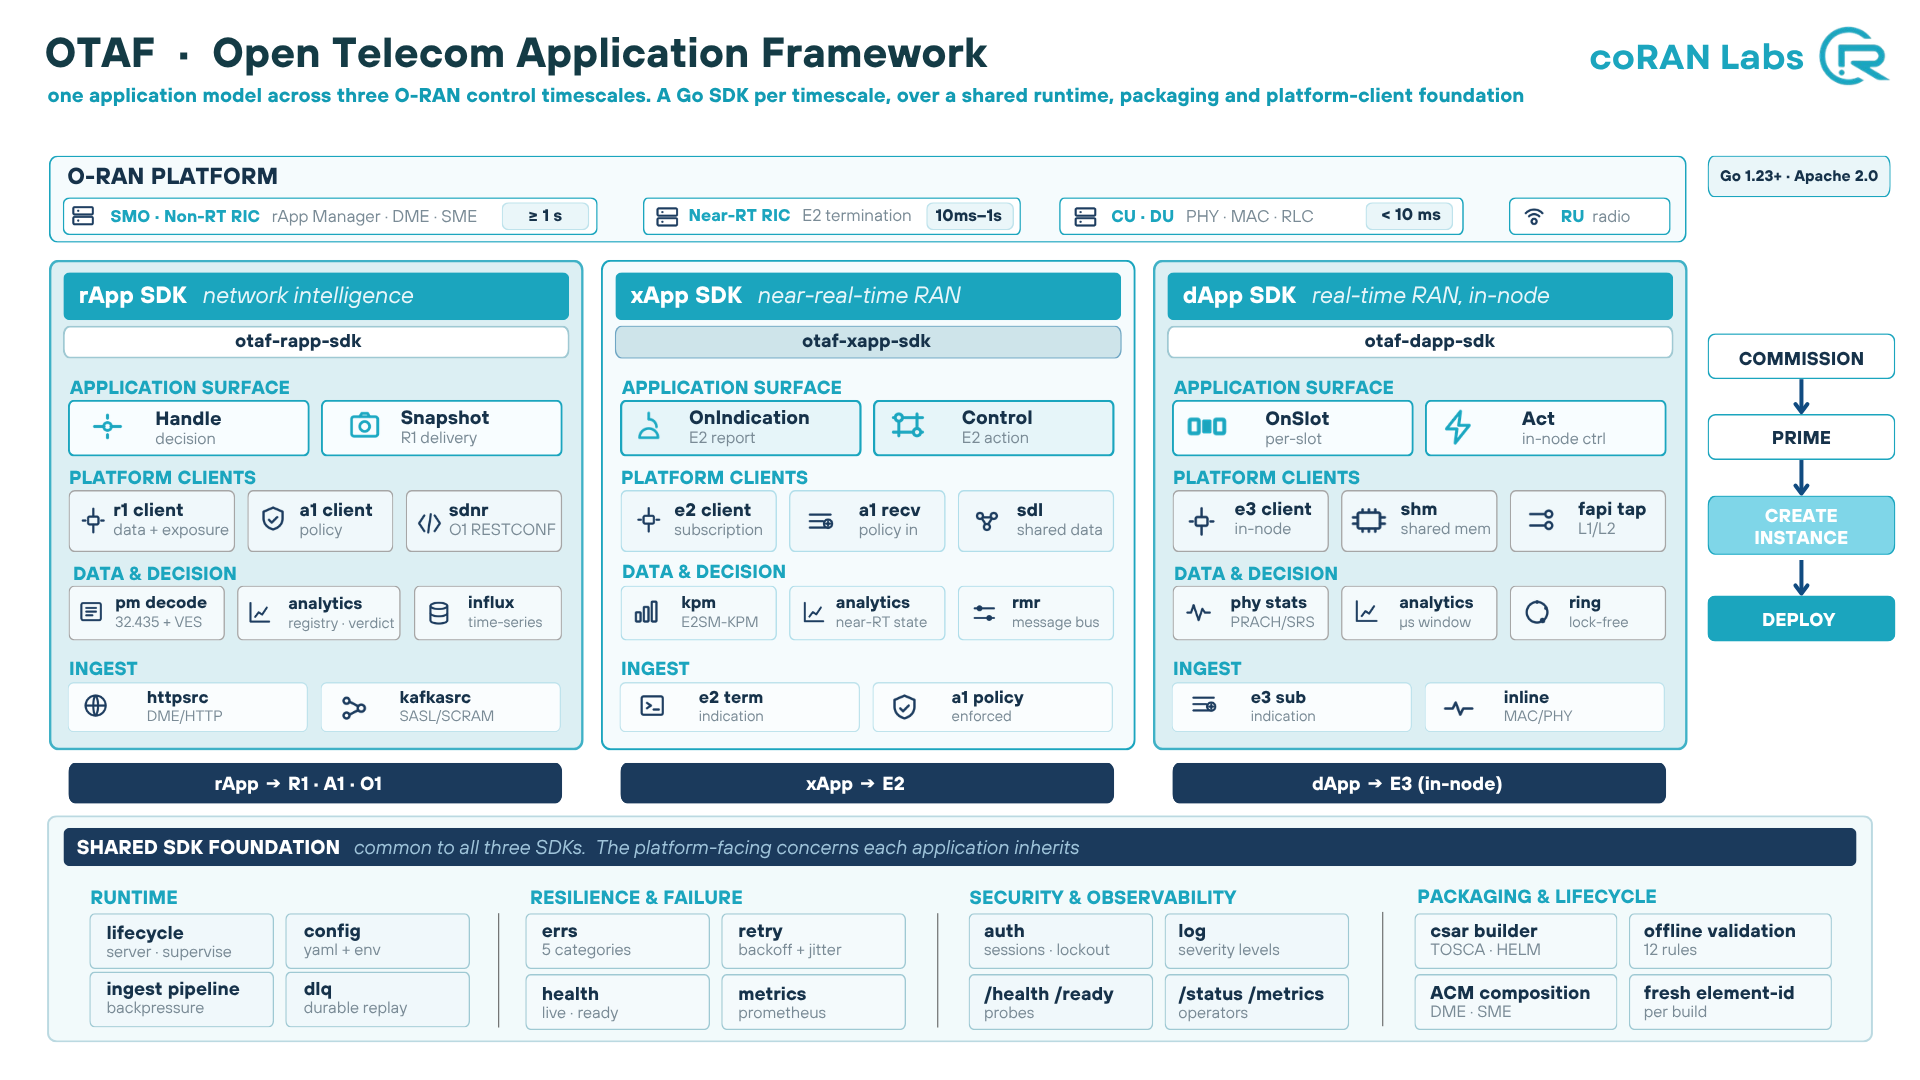 OTAF · Open Telecom Application Framework
coRAN Labs
one application model across three O-RAN control timescales. A Go SDK per timescale, over a shared runtime, packaging and platform-client foundation
O-RAN PLATFORM
Go 1.23+ · Apache 2.0
SMO · Non-RT RIC rApp Manager · DME · SME ≥ 1 s
Near-RT RIC E2 termination 10ms–1s
CU · DU PHY · MAC · RLC < 10 ms
RU radio
rApp SDK network intelligence
otaf-rapp-sdk
APPLICATION SURFACE
Handle
decision
Snapshot
R1 delivery
PLATFORM CLIENTS
r1 client
data + exposure
a1 client
policy
sdnr
O1 RESTCONF
DATA & DECISION
pm decode
32.435 + VES
analytics
registry · verdict
influx
time-series
INGEST
httpsrc
DME/HTTP
kafkasrc
SASL/SCRAM
rApp → R1 · A1 · O1
xApp SDK near-real-time RAN
otaf-xapp-sdk
APPLICATION SURFACE
OnIndication
E2 report
Control
E2 action
PLATFORM CLIENTS
e2 client
subscription
a1 recv
policy in
sdl
shared data
DATA & DECISION
kpm
E2SM-KPM
analytics
near-RT state
rmr
message bus
INGEST
e2 term
indication
a1 policy
enforced
xApp → E2
dApp SDK real-time RAN, in-node
otaf-dapp-sdk
APPLICATION SURFACE
OnSlot
per-slot
Act
in-node ctrl
PLATFORM CLIENTS
e3 client
in-node
shm
shared mem
fapi tap
L1/L2
DATA & DECISION
phy stats
PRACH/SRS
analytics
µs window
ring
lock-free
INGEST
e3 sub
indication
inline
MAC/PHY
dApp → E3 (in-node)
COMMISSION
PRIME
CREATE
INSTANCE
DEPLOY
SHARED SDK FOUNDATION common to all three SDKs. The platform-facing concerns each application inherits
RUNTIME
lifecycle
server · supervise
config
yaml + env
ingest pipeline
backpressure
dlq
durable replay
RESILIENCE & FAILURE
errs
5 categories
retry
backoff + jitter
health
live · ready
metrics
prometheus
SECURITY & OBSERVABILITY
auth
sessions · lockout
log
severity levels
/health /ready
probes
/status /metrics
operators
PACKAGING & LIFECYCLE
csar builder
TOSCA · HELM
offline validation
12 rules
ACM composition
DME · SME
fresh element-id
per build